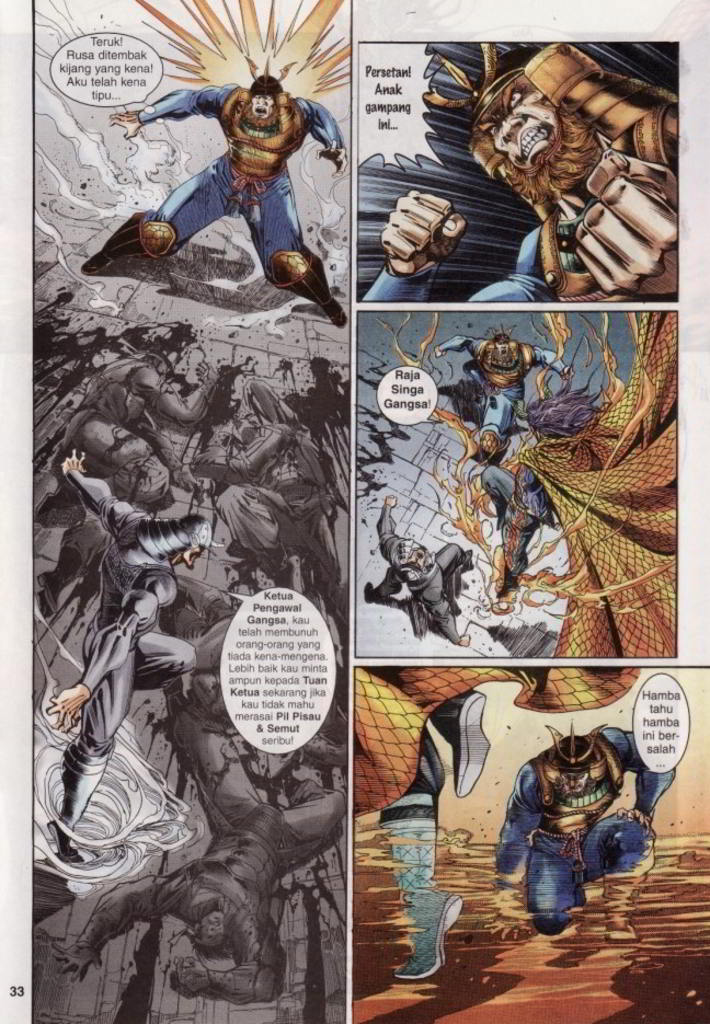 Teruk!
Rusa ditembak
kijang yang kena!
Aku telah kena
tipu...
Ketua
Pengawal
Gangsa, kau
telah membunuh
orang-orang yang
tiada kena-mengena.
Lebih baik kau minta
ampun kepada Tuan
Ketua sekarang jika
kau tidak mahu
merasai Pil Pisau
& Semut
seribu!
Persetan!
Anak
gampang
ini...
Raja
Singa
Gangsa!
Hamba
tahu
hamba
ini ber-
salah
...
33